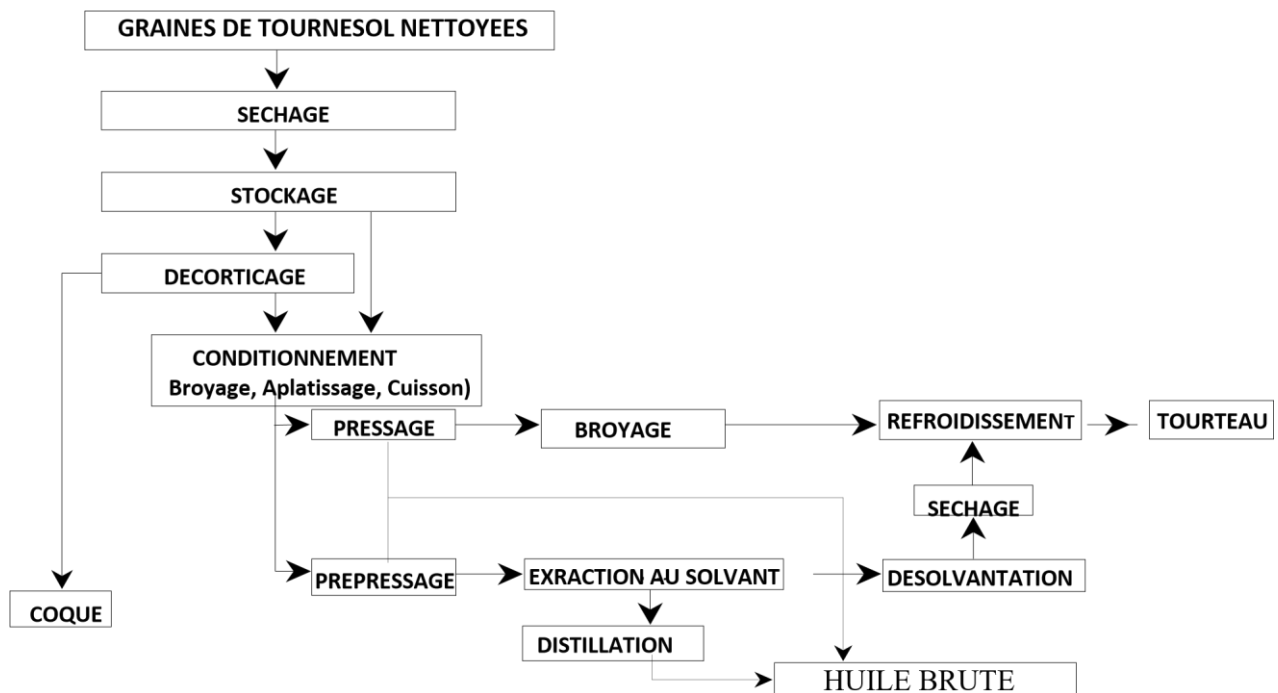 GRAINES DE TOURNESOL NETTOYEES
SECHAGE
STOCKAGE
DECORTICAGE
CONDITIONNEMENT
Broyage, Aplatissage, Cuisson)
PRESSAGE
BROYAGE
REFROIDISSEMENT
TOURTEAU
SECHAGE
PREPRESSAGE
EXRACTION AU SOLVANT
DESOLVANTATION
COQUE
DISTILLATION
HUILE BRUTE